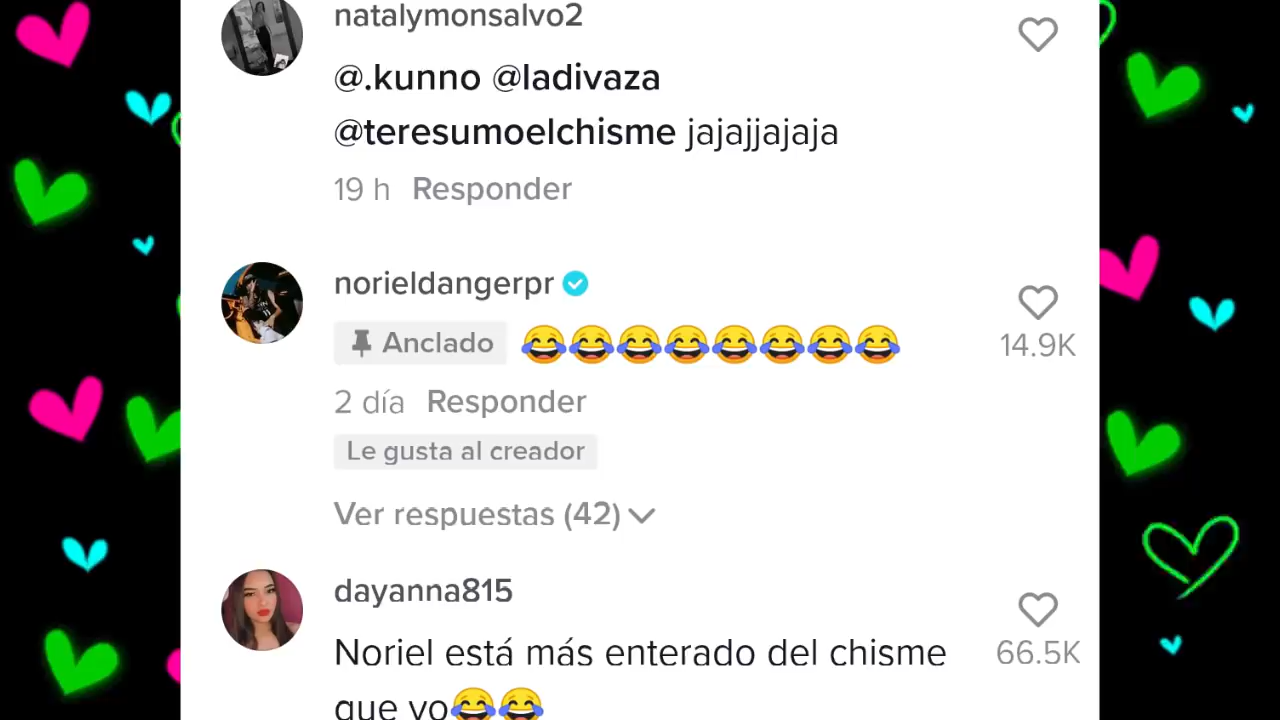 natalymonsalvo2
@.kunno @ladivaza
@teresumoelchisme jajajjajaja
19 h Responder
norieldangerpr
Anclado 😂😂😂😂😂😂😂😂
14.9K
2 día Responder
Le gusta al creador
Ver respuestas (42)
dayanna815
Noriel está más enterado del chisme
66.5K
que yo😂😂